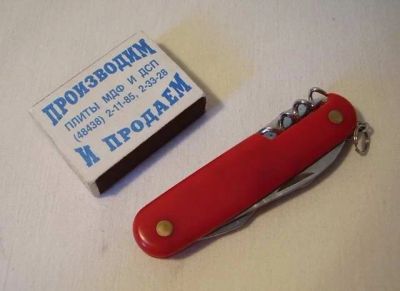 ПРОИЗВОДИМ
ПЛИТЫ МДФ И ДСП
(48438) 2-11-85, 2-33-28
И ПРОДАЕМ